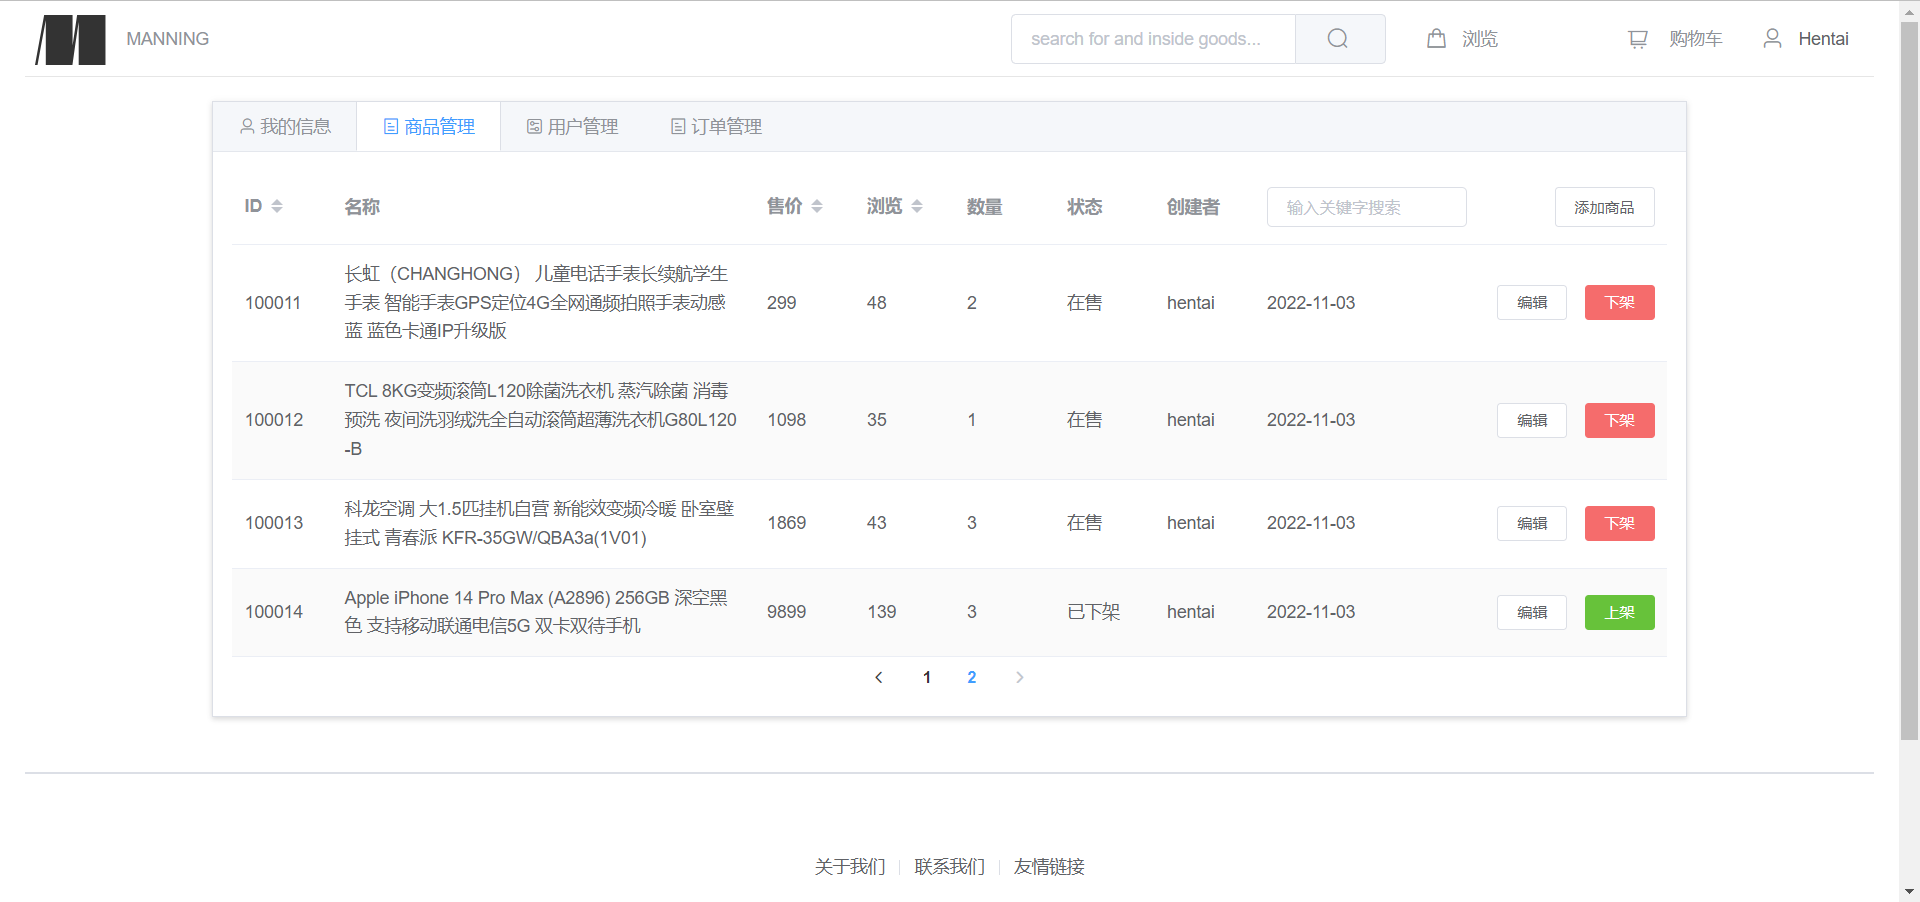 MANNING
search for and inside goods...
浏览
购物车
Hentai
我的信息
商品管理
用户管理
订单管理
ID
名称
售价
浏览
数量
状态
创建者
输入关键字搜索
添加商品
100011
长虹（CHANGHONG） 儿童电话手表长续航学生
手表 智能手表GPS定位4G全网通频拍照手表动感
蓝 蓝色卡通IP升级版
299
48
2
在售
hentai
2022-11-03
编辑
下架
100012
TCL 8KG变频滚筒L120除菌洗衣机 蒸汽除菌 消毒
预洗 夜间洗羽绒洗全自动滚筒超薄洗衣机G80L120
-B
1098
35
1
在售
hentai
2022-11-03
编辑
下架
100013
科龙空调 大1.5匹挂机自营 新能效变频冷暖 卧室壁
挂式 青春派 KFR-35GW/QBA3a(1V01)
1869
43
3
在售
hentai
2022-11-03
编辑
下架
100014
Apple iPhone 14 Pro Max (A2896) 256GB 深空黑
色 支持移动联通电信5G 双卡双待手机
9899
139
3
已下架
hentai
2022-11-03
编辑
上架
1
2
关于我们
联系我们
友情链接